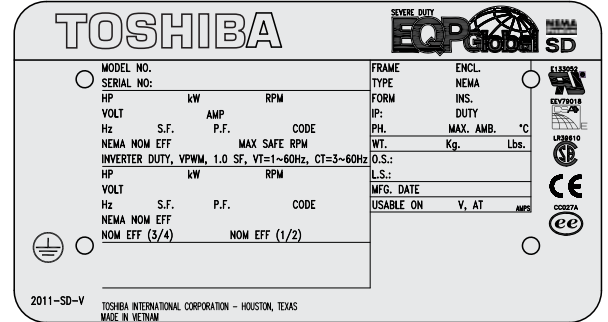 TOSHIBA
SEVERE DUTY
EQP Global
NEMA
SD
MODEL NO.
SERIAL NO:
HP kW RPM
VOLT AMP
Hz S.F. P.F. CODE
NEMA NOM EFF MAX SAFE RPM
INVERTER DUTY, VPWM, 1.0 SF, VT=1~60Hz, CT=3~60Hz
HP kW RPM
VOLT
Hz S.F. P.F. CODE
NEMA NOM EFF
NOM EFF (3/4) NOM EFF (1/2)
FRAME ENCL.
TYPE NEMA
FORM INS.
IP: DUTY
PH. MAX. AMB. °C
WT. Kg. Lbs.
O.S.:
L.S.:
MFG. DATE
USABLE ON V, AT AMPS
E133052
EEV79018
LR39610
CE
CC027A
ee
2011-SD-V
TOSHIBA INTERNATIONAL CORPORATION - HOUSTON, TEXAS
MADE IN VIETNAM